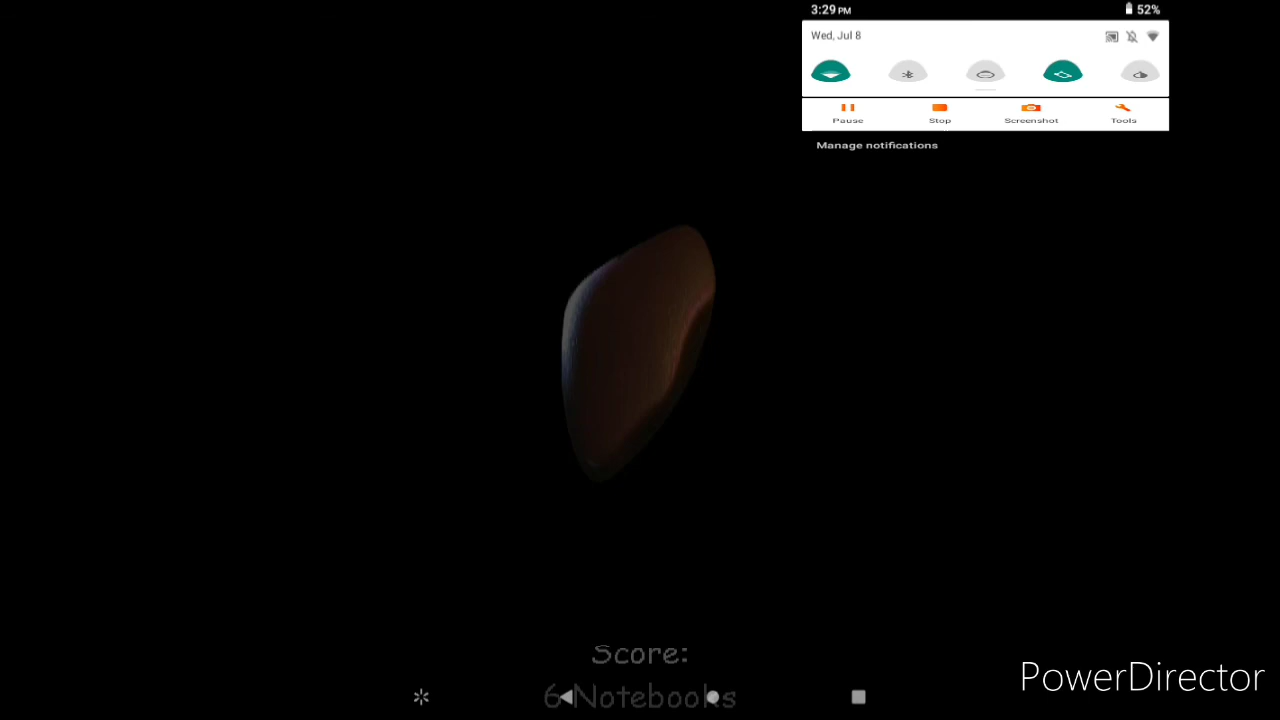 3:29 PM 52%
Wed, Jul 8
Pause Stop Screenshot Tools
Manage notifications
Score:
6 Notebooks
PowerDirector